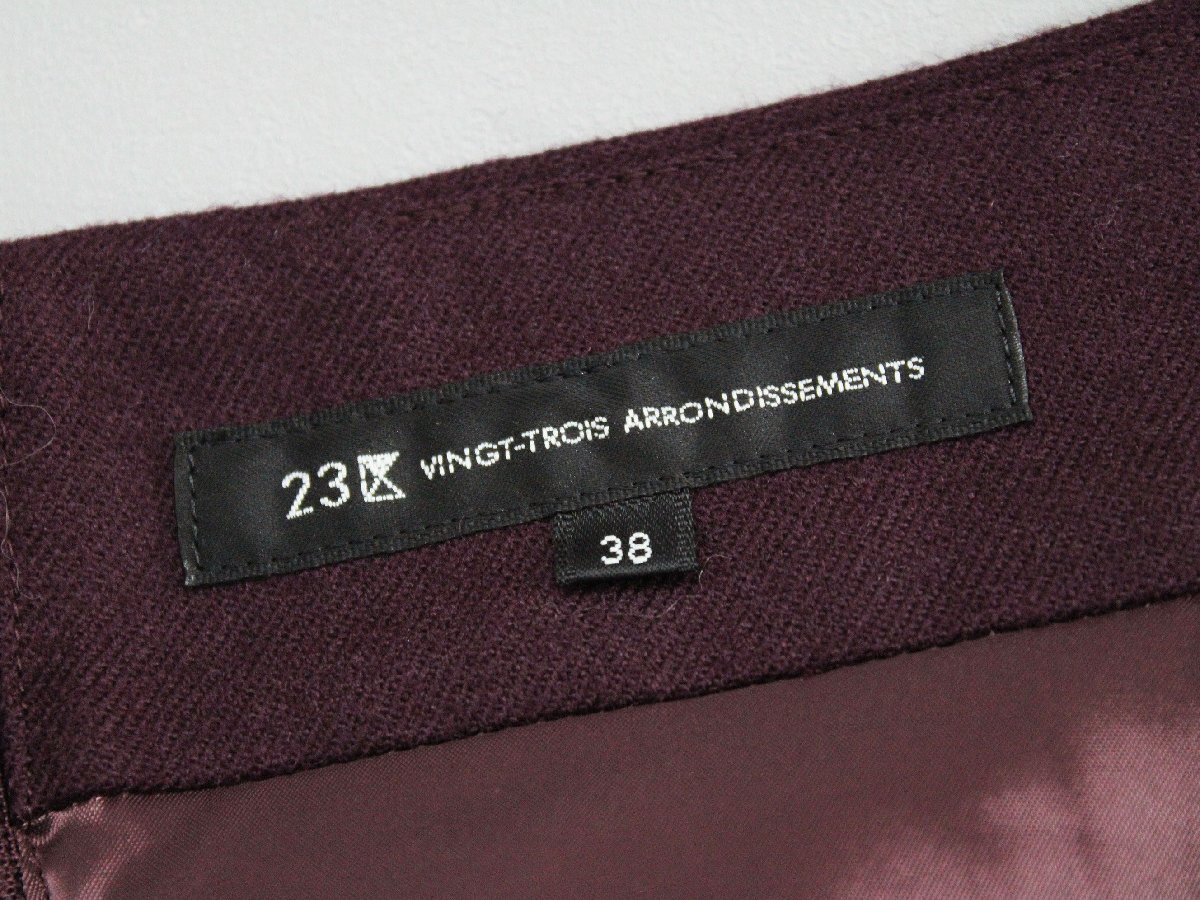 23区 VINGT-TROIS ARRONDISSEMENTS
38